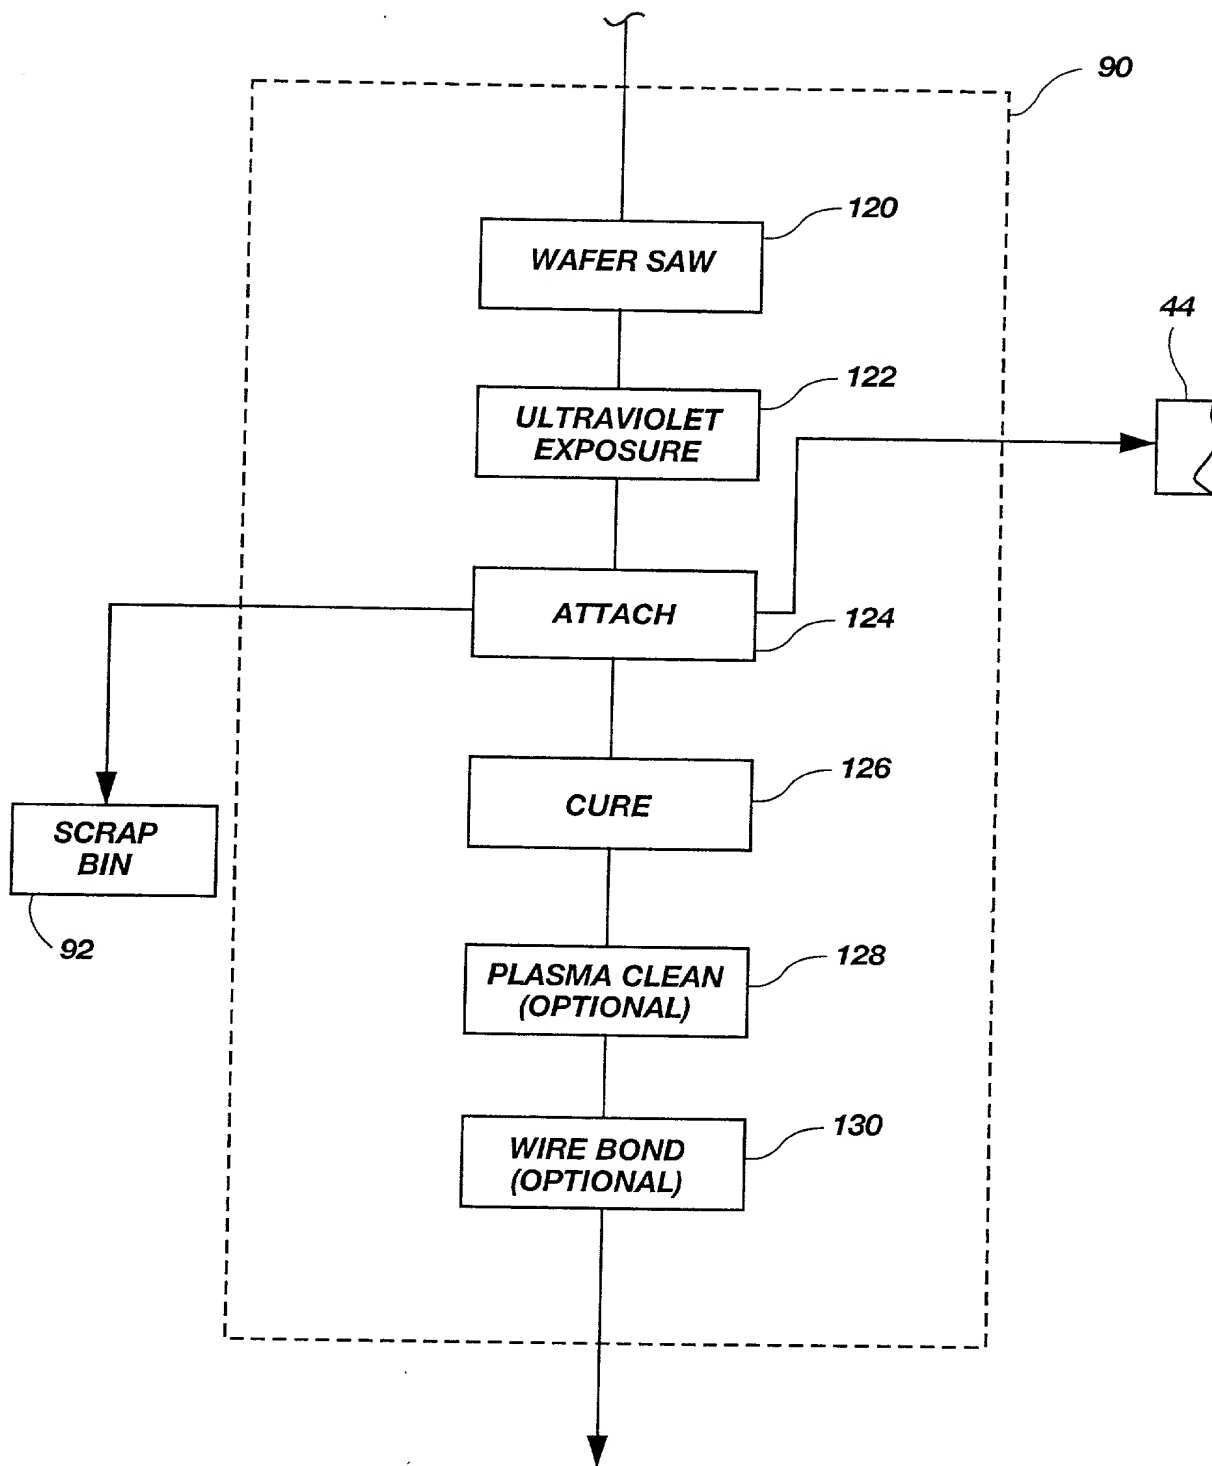 90
120
WAFER SAW
44
122
ULTRAVIOLET
EXPOSURE
ATTACH
124
126
CURE
SCRAP
BIN
92
128
PLASMA CLEAN
(OPTIONAL)
130
WIRE BOND
(OPTIONAL)